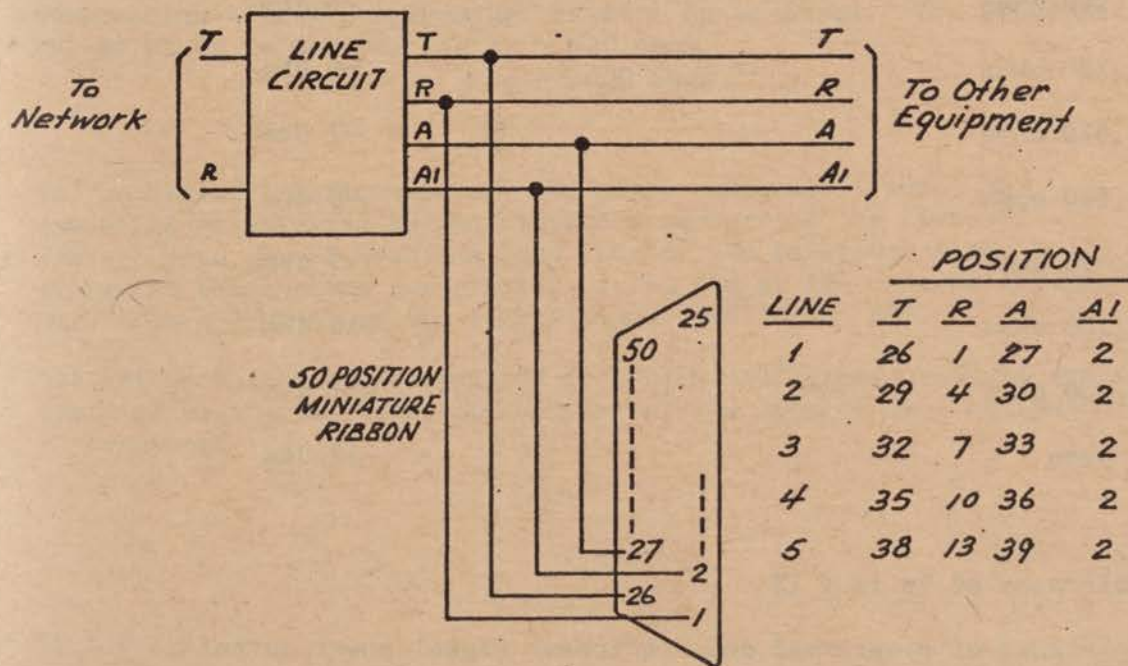 T
R
To
Network
LINE
CIRCUIT
T
R
A
A1
T
R
A
A1
To Other
Equipment
50 POSITION
MINIATURE
RIBBON
25
50
27
2
26
1
POSITION
LINE T R A A1
1 26 1 27 2
2 29 4 30 2
3 32 7 33 2
4 35 10 36 2
5 38 13 39 2